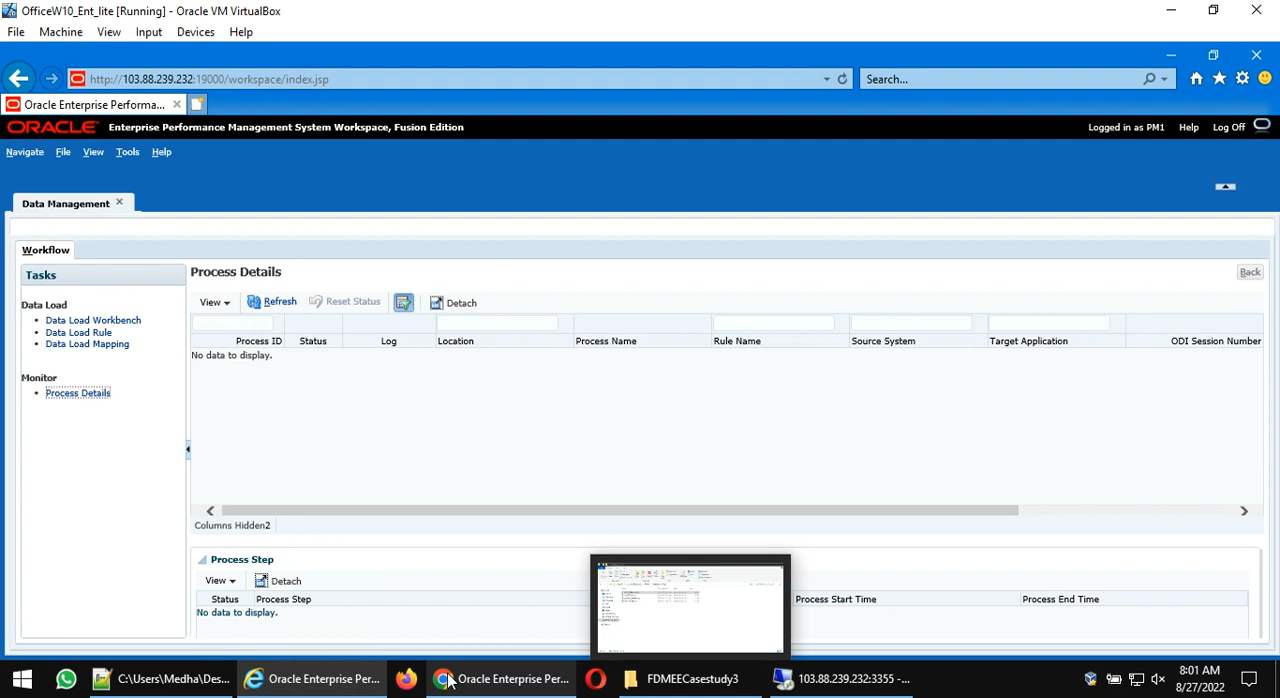 OfficeW10_Ent_lite [Running] - Oracle VM VirtualBox
File Machine View Input Devices Help
http://103.88.239.232:19000/workspace/index.jsp
Search...
Oracle Enterprise Performa...
ORACLE Enterprise Performance Management System Workspace, Fusion Edition
Logged in as PM1 Help Log Off
Navigate File View Tools Help
Data Management
Workflow
Tasks
Data Load
Data Load Workbench
Data Load Rule
Data Load Mapping
Monitor
Process Details
Process Details
Back
View Refresh Reset Status Detach
Process ID Status Log Location Process Name Rule Name Source System Target Application ODI Session Number
No data to display.
Columns Hidden2
Process Step
View Detach
Status Process Step Process Start Time Process End Time
No data to display.
C:\Users\Medha\Des... Oracle Enterprise Per... Oracle Enterprise Per... FDMEECasestudy3 103.88.239.232:3355 -...
8:01 AM
8/27/2022